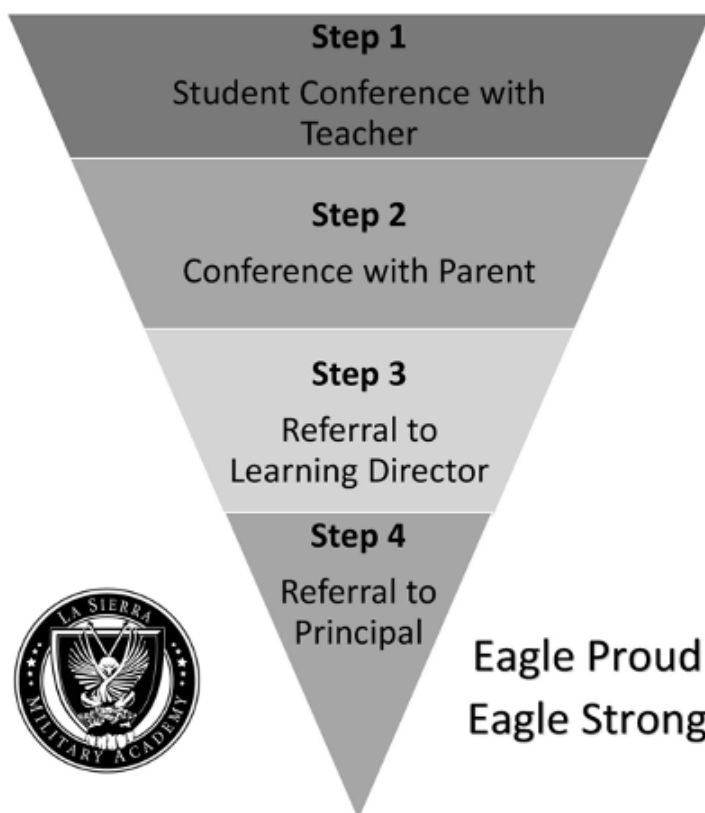 Step 1
Student Conference with
Teacher
Step 2
Conference with Parent
Step 3
Referral to
Learning Director
Step 4
Referral to
Principal
LA SIERRA
MILITARY ACADEMY
Eagle Proud
Eagle Strong